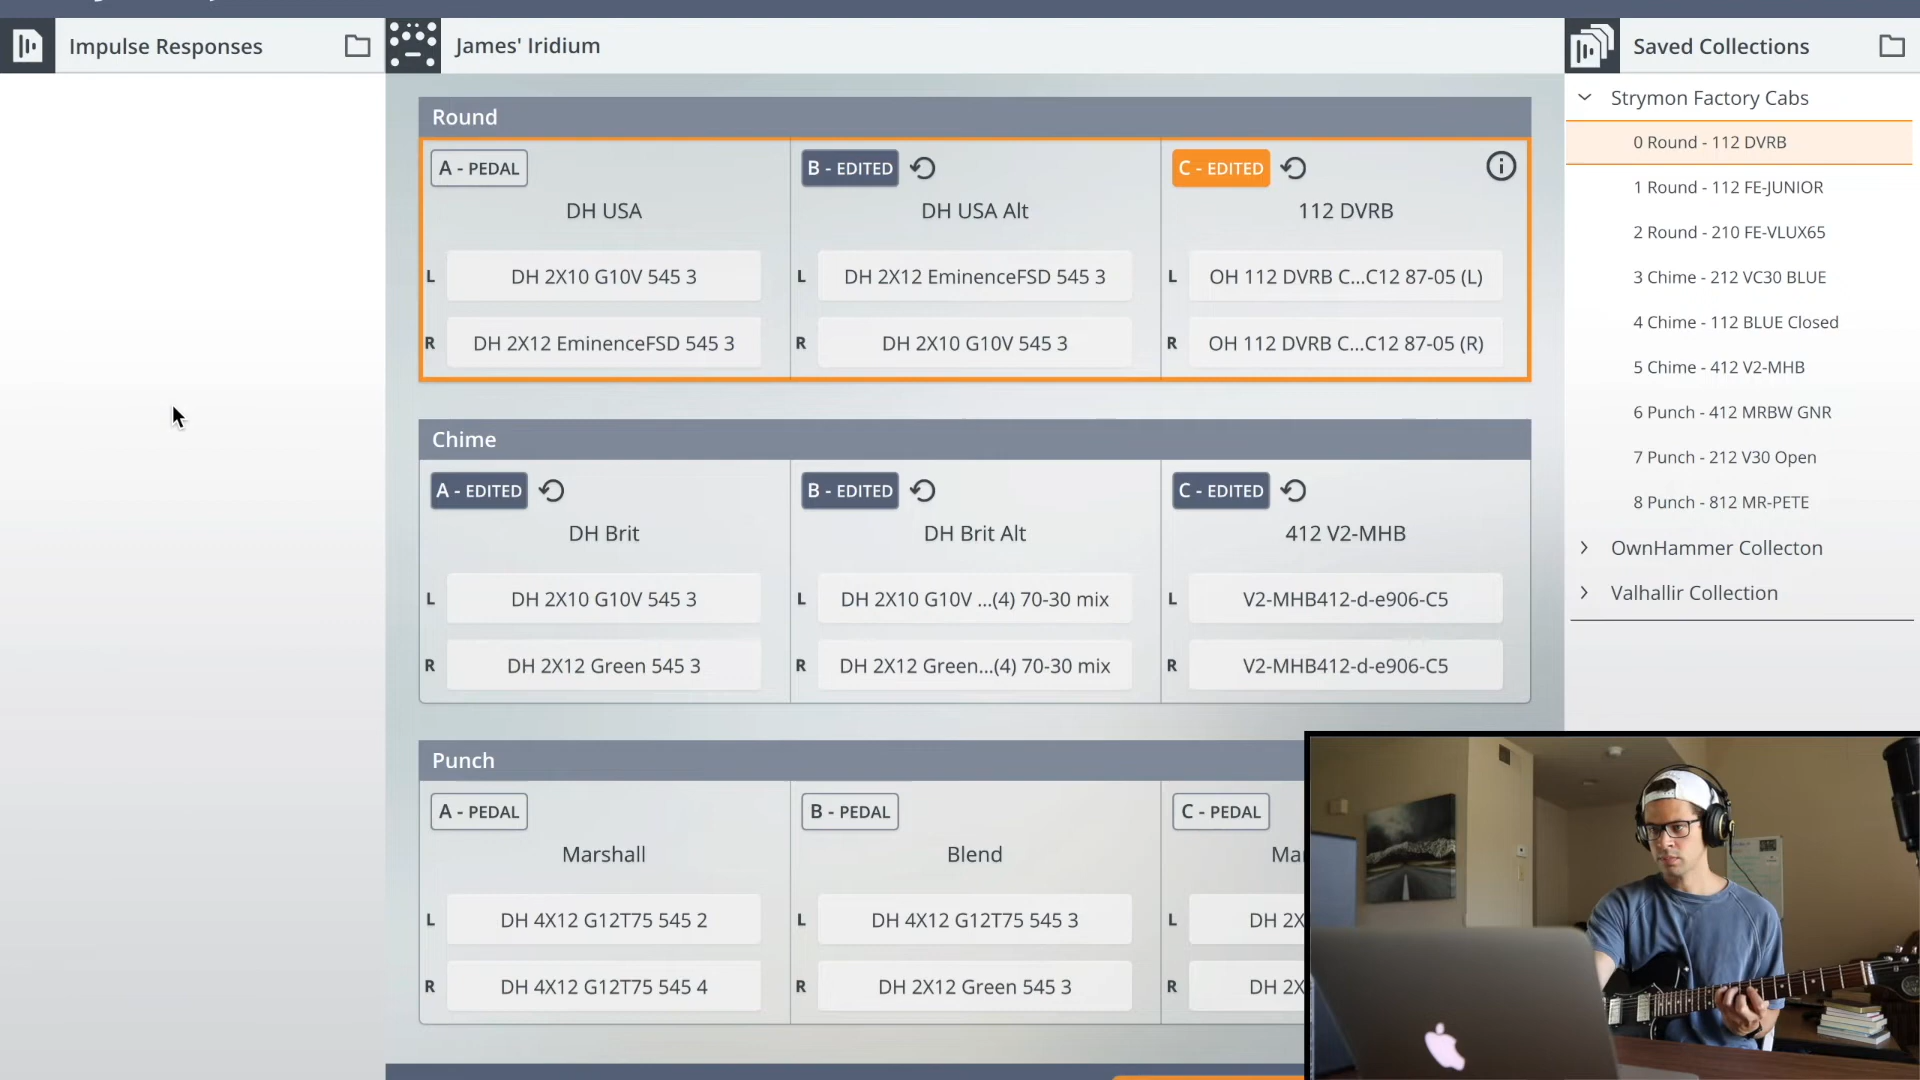 Impulse Responses
James' Iridium
Saved Collections
Round
A - PEDAL
B - EDITED
C - EDITED
DH USA
DH USA Alt
112 DVRB
L DH 2X10 G10V 545 3
L DH 2X12 EminenceFSD 545 3
L OH 112 DVRB C...C12 87-05 (L)
R DH 2X12 EminenceFSD 545 3
R DH 2X10 G10V 545 3
R OH 112 DVRB C...C12 87-05 (R)
Chime
A - EDITED
B - EDITED
C - EDITED
DH Brit
DH Brit Alt
412 V2-MHB
L DH 2X10 G10V 545 3
L DH 2X10 G10V ...(4) 70-30 mix
L V2-MHB412-d-e906-C5
R DH 2X12 Green 545 3
R DH 2X12 Green...(4) 70-30 mix
R V2-MHB412-d-e906-C5
Punch
A - PEDAL
B - PEDAL
C - PEDAL
Marshall
Blend
L DH 4X12 G12T75 545 2
L DH 4X12 G12T75 545 3
L DH 2X
R DH 4X12 G12T75 545 4
R DH 2X12 Green 545 3
R DH 2X
Strymon Factory Cabs
0 Round - 112 DVRB
1 Round - 112 FE-JUNIOR
2 Round - 210 FE-VLUX65
3 Chime - 212 VC30 BLUE
4 Chime - 112 BLUE Closed
5 Chime - 412 V2-MHB
6 Punch - 412 MRBW GNR
7 Punch - 212 V30 Open
8 Punch - 812 MR-PETE
OwnHammer Collecton
Valhallir Collection